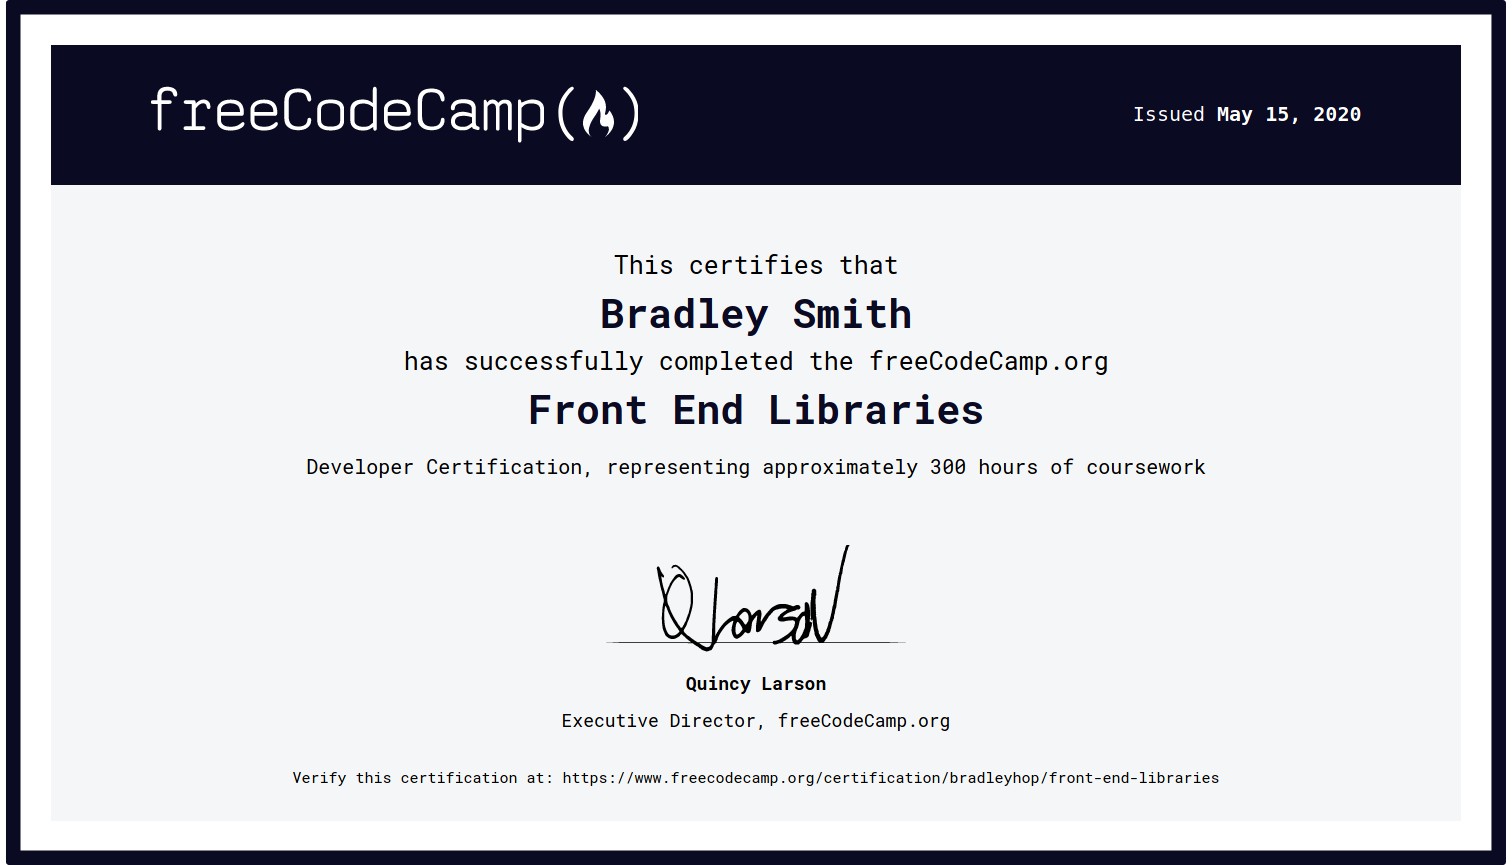 freeCodeCamp(🔥)
Issued May 15, 2020
This certifies that
Bradley Smith
has successfully completed the freeCodeCamp.org
Front End Libraries
Developer Certification, representing approximately 300 hours of coursework
Q Larson
Quincy Larson
Executive Director, freeCodeCamp.org
Verify this certification at: https://www.freecodecamp.org/certification/bradleyhop/front-end-libraries